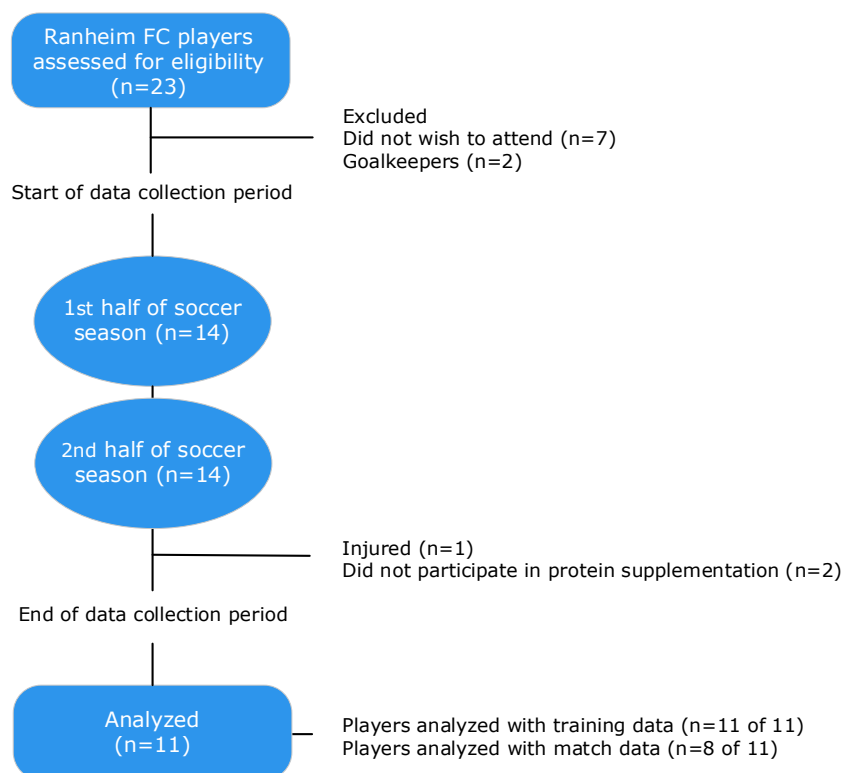 Ranheim FC players
assessed for eligibility
(n=23)
Excluded
Did not wish to attend (n=7)
Goalkeepers (n=2)
Start of data collection period
1st half of soccer
season (n=14)
2nd half of soccer
season (n=14)
Injured (n=1)
Did not participate in protein supplementation (n=2)
End of data collection period
Analyzed
(n=11)
Players analyzed with training data (n=11 of 11)
Players analyzed with match data (n=8 of 11)